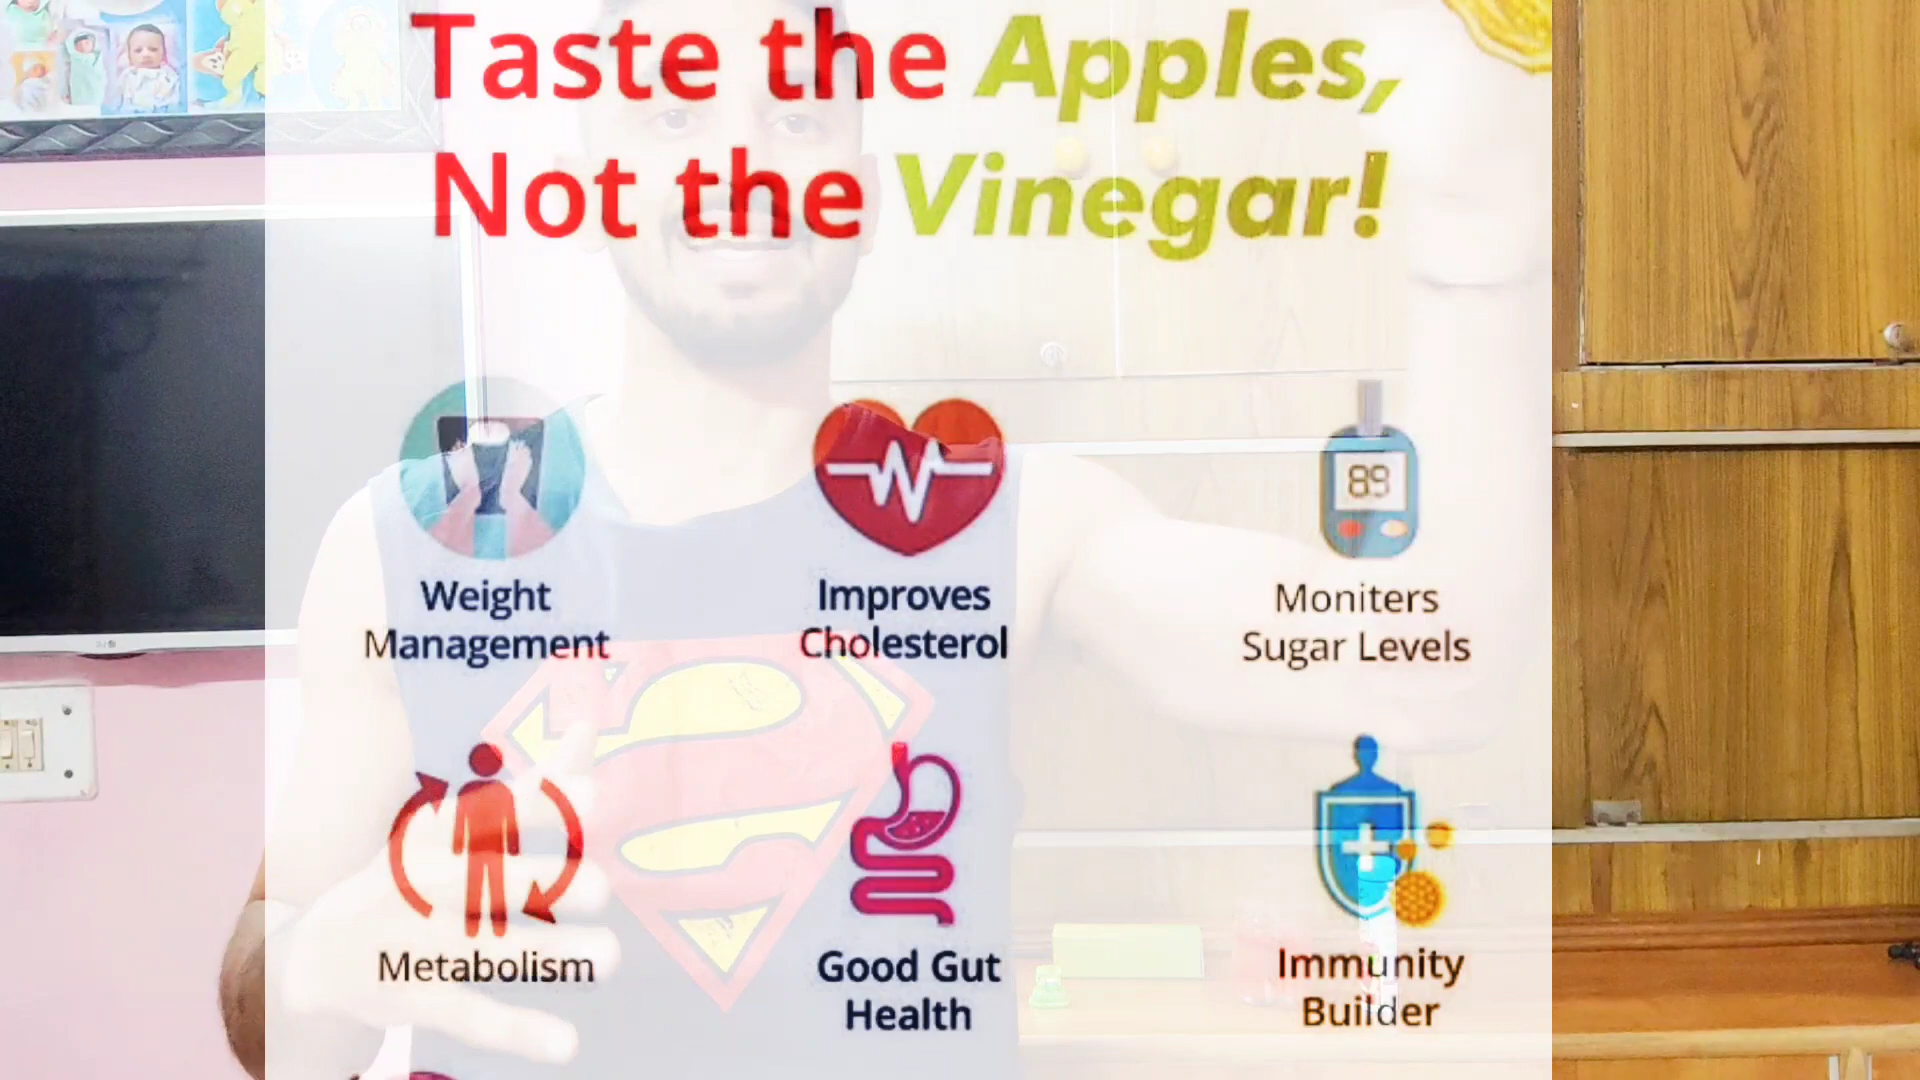 Taste the Apples,
Not the Vinegar!
89
Weight
Management
Improves
Cholesterol
Moniters
Sugar Levels
Metabolism
Good Gut
Health
Immunity
Builder